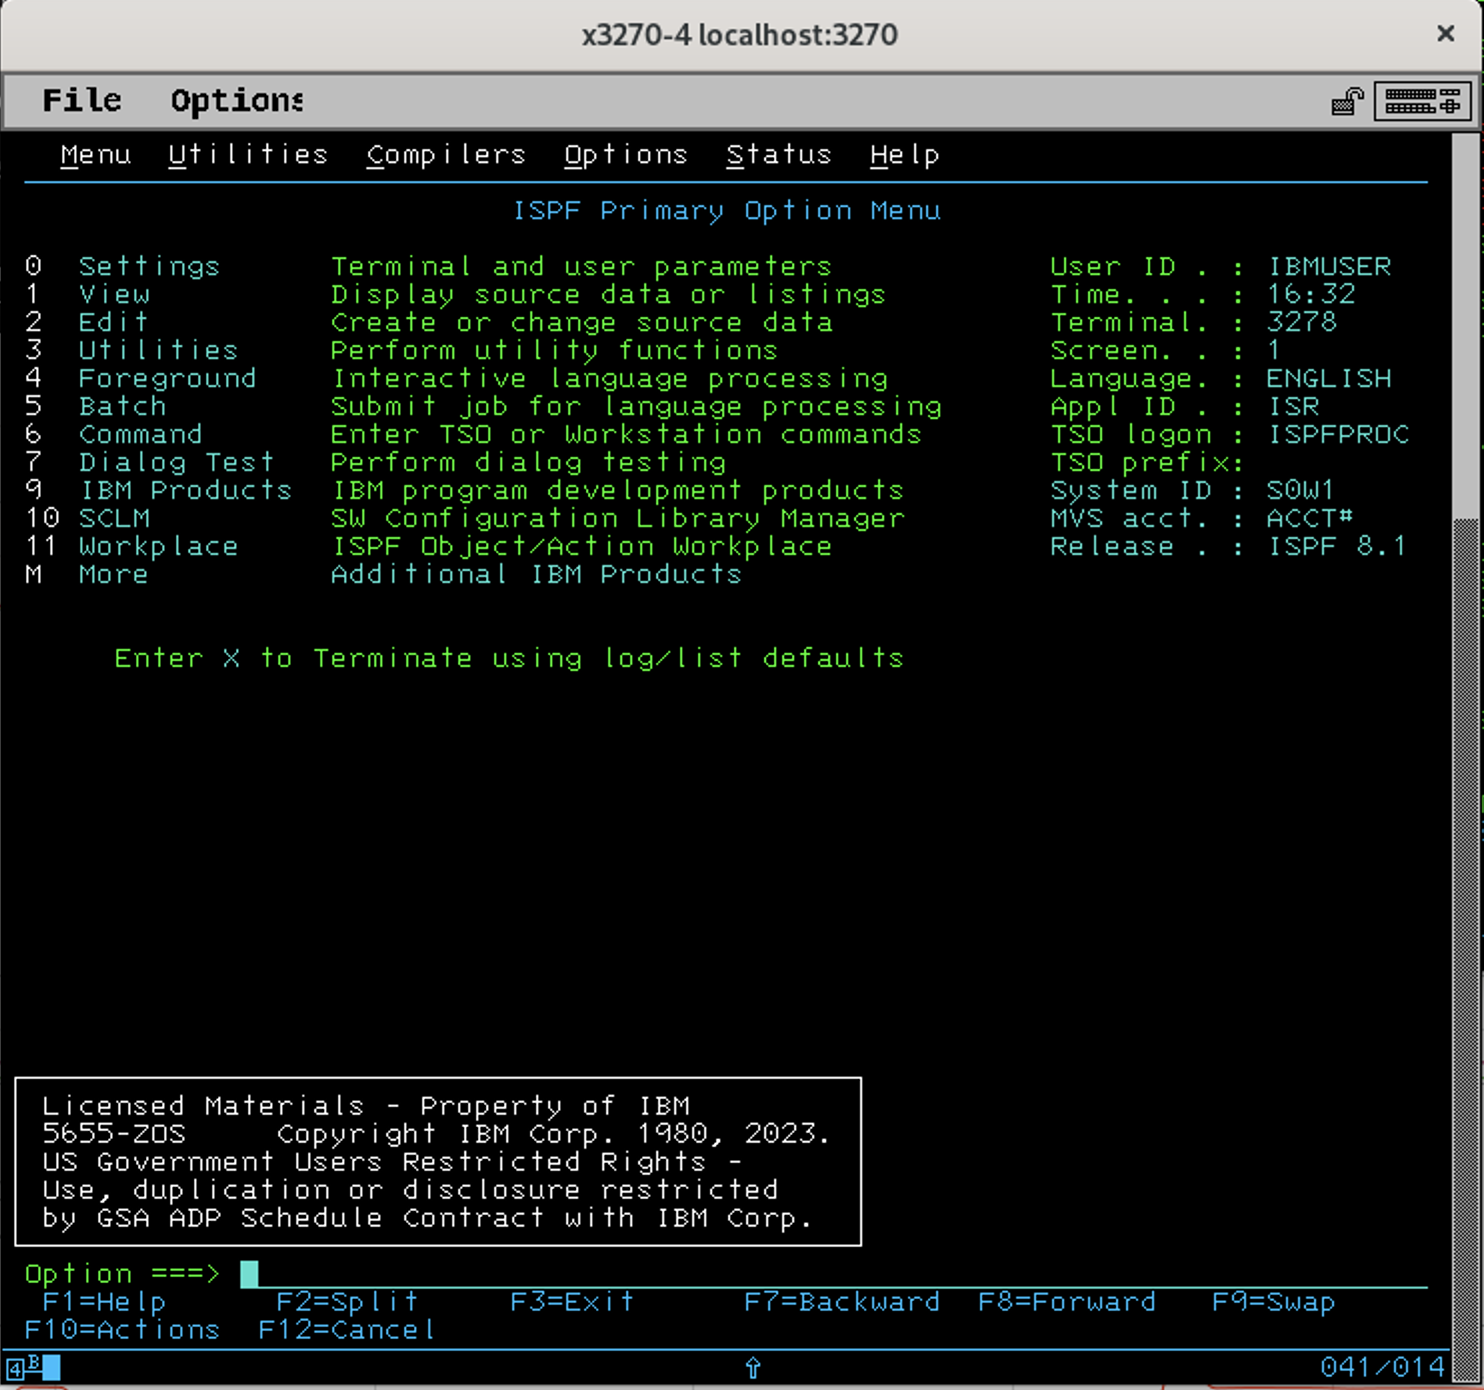 x3270-4 localhost:3270
File Options
Menu Utilities Compilers Options Status Help
ISPF Primary Option Menu
0 Settings Terminal and user parameters User ID . : IBMUSER
1 View Display source data or listings Time. . . : 16:32
2 Edit Create or change source data Terminal. : 3278
3 Utilities Perform utility functions Screen. . : 1
4 Foreground Interactive language processing Language. : ENGLISH
5 Batch Submit job for language processing Appl ID . : ISR
6 Command Enter TSO or Workstation commands TSO logon : ISPFPROC
7 Dialog Test Perform dialog testing TSO prefix:
9 IBM Products IBM program development products System ID : S0W1
10 SCLM SW Configuration Library Manager MVS acct. : ACCT#
11 Workplace ISPF Object/Action Workplace Release . : ISPF 8.1
M More Additional IBM Products
Enter X to Terminate using log/list defaults
Licensed Materials - Property of IBM
5655-ZOS Copyright IBM Corp. 1980, 2023.
US Government Users Restricted Rights -
Use, duplication or disclosure restricted
by GSA ADP Schedule Contract with IBM Corp.
Option ===>
F1=Help F2=Split F3=Exit F7=Backward F8=Forward F9=Swap
F10=Actions F12=Cancel
4B 041/014